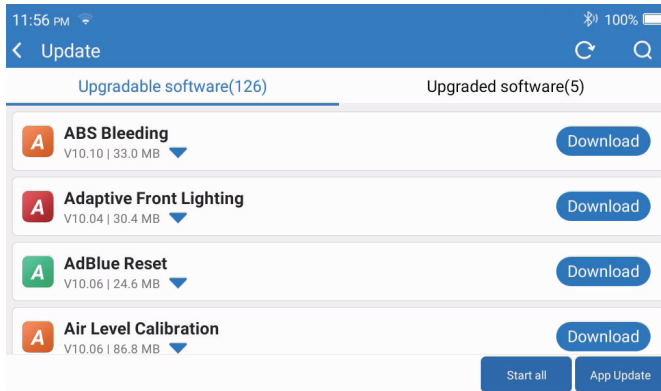 11:56 PM 100%
Update
Upgradable software(126) Upgraded software(5)
A ABS Bleeding
V10.10 | 33.0 MB
Download
A Adaptive Front Lighting
V10.04 | 30.4 MB
Download
A AdBlue Reset
V10.06 | 24.6 MB
Download
A Air Level Calibration
V10.06 | 86.8 MB
Download
Start all App Update